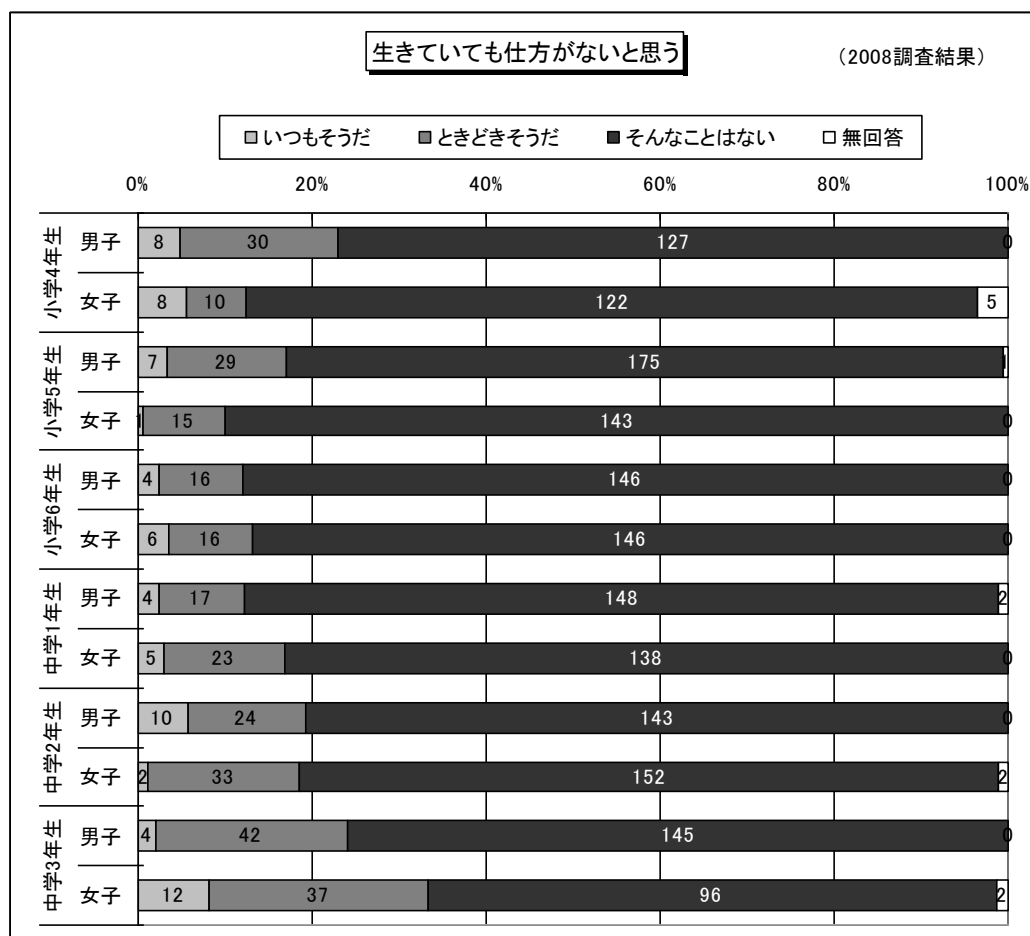 生きていても仕方がないと思う
（2008調査結果）
いつもそうだ ときどきそうだ そんなことはない 無回答
0% 20% 40% 60% 80% 100%
小学4年生
男子 8 30 127 0
女子 8 10 122 5
小学5年生
男子 7 29 175 1
女子 1 15 143 0
小学6年生
男子 4 16 146 0
女子 6 16 146 0
中学1年生
男子 4 17 148 2
女子 5 23 138 0
中学2年生
男子 10 24 143 0
女子 2 33 152 2
中学3年生
男子 4 42 145 0
女子 12 37 96 2